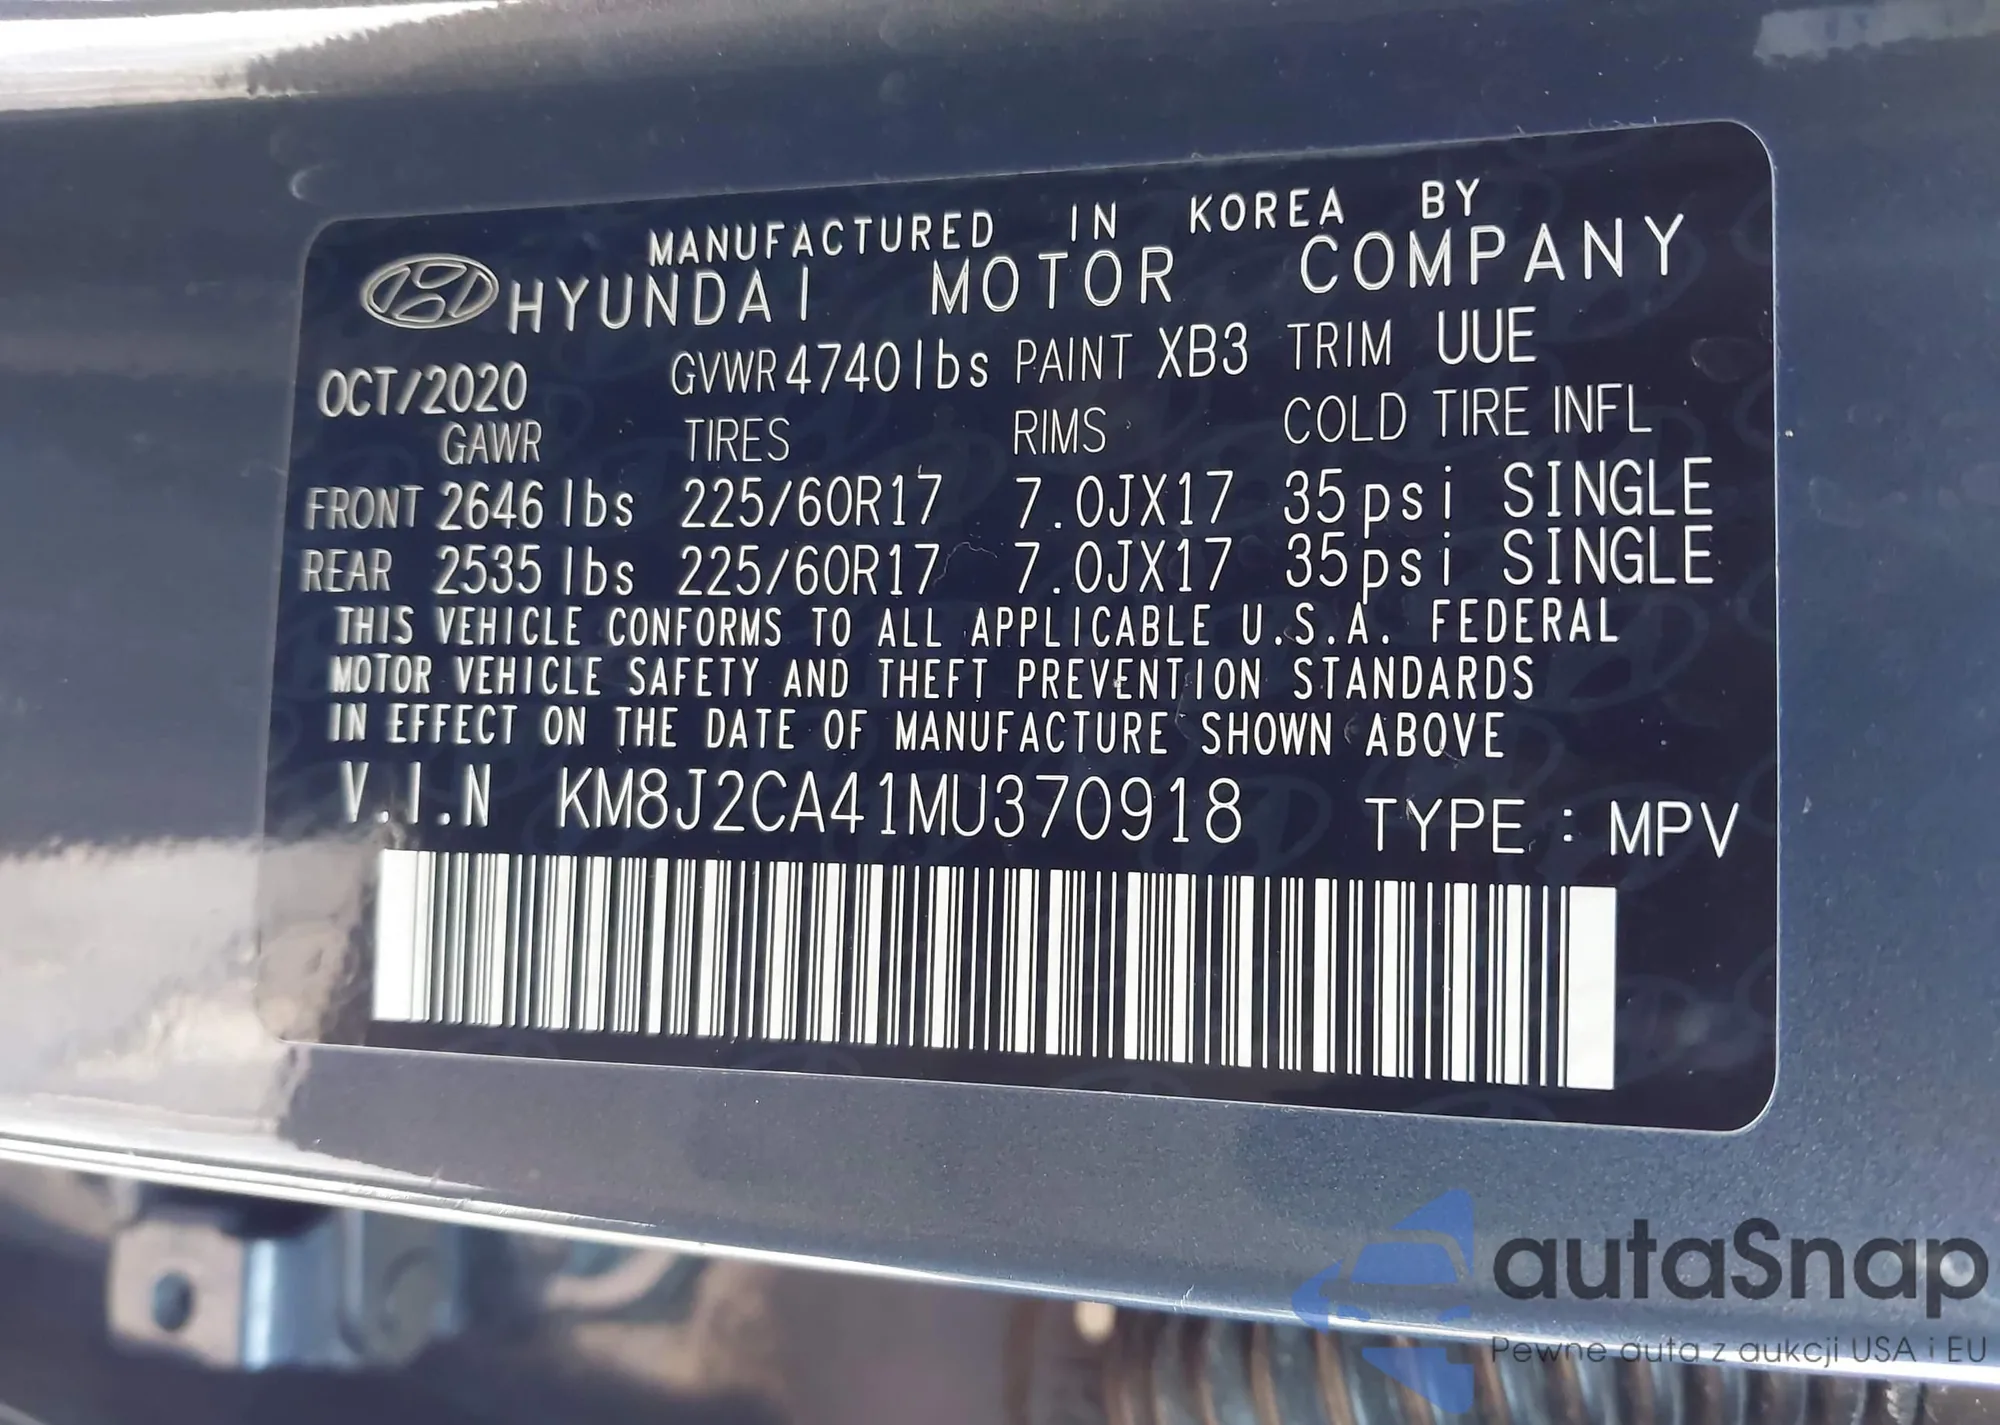 MANUFACTURED IN KOREA BY
HYUNDAI MOTOR COMPANY
OCT/2020 GVWR 4740lbs PAINT XB3 TRIM UUE
GAWR TIRES RIMS COLD TIRE INFL
FRONT 2646 lbs 225/60R17 7.0JX17 35psi SINGLE
REAR 2535 lbs 225/60R17 7.0JX17 35psi SINGLE
THIS VEHICLE CONFORMS TO ALL APPLICABLE U.S.A. FEDERAL
MOTOR VEHICLE SAFETY AND THEFT PREVENTION STANDARDS
IN EFFECT ON THE DATE OF MANUFACTURE SHOWN ABOVE
V.I.N KM8J2CA41MU370918 TYPE : MPV
autaSnap
Pewne auta z aukcji USA i EU